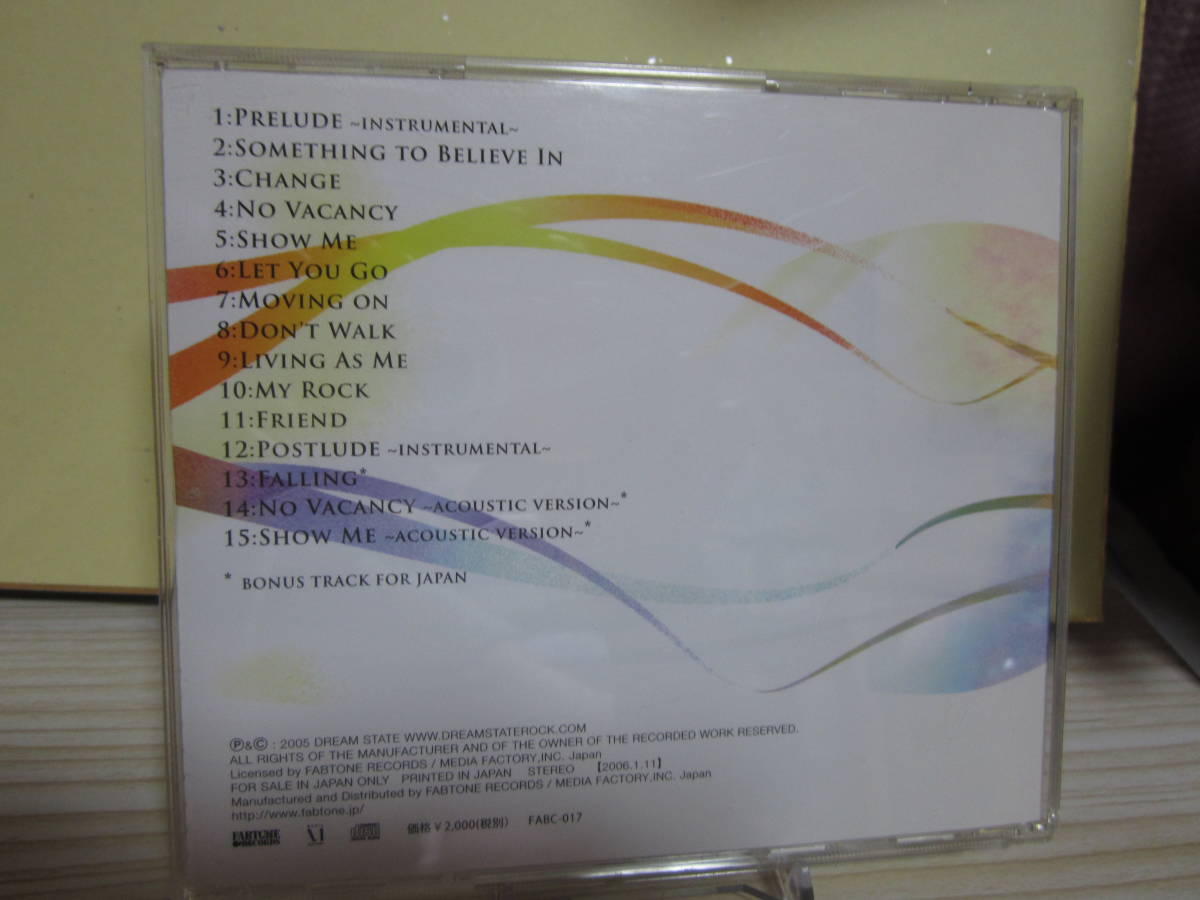 1:PRELUDE ~INSTRUMENTAL~
2:SOMETHING TO BELIEVE IN
3:CHANGE
4:NO VACANCY
5:SHOW ME
6:LET YOU GO
7:MOVING ON
8:DON'T WALK
9:LIVING AS ME
10:MY ROCK
11:FRIEND
12:POSTLUDE ~INSTRUMENTAL~
13:FALLING*
14:NO VACANCY ~ACOUSTIC VERSION~*
15:SHOW ME ~ACOUSTIC VERSION~*
* BONUS TRACK FOR JAPAN
Ⓟ&©: 2005 DREAM STATE WWW.DREAMSTATEROCK.COM
ALL RIGHTS OF THE MANUFACTURER AND OF THE OWNER OF THE RECORDED WORK RESERVED.
Licensed by FABTONE RECORDS / MEDIA FACTORY,INC. Japan
FOR SALE IN JAPAN ONLY PRINTED IN JAPAN STEREO 【2006.1.11】
Manufactured and Distributed by FABTONE RECORDS / MEDIA FACTORY,INC. Japan
http://www.fabtone.jp/
FABTONE RECORDS 価格¥2,000(税別) FABC-017